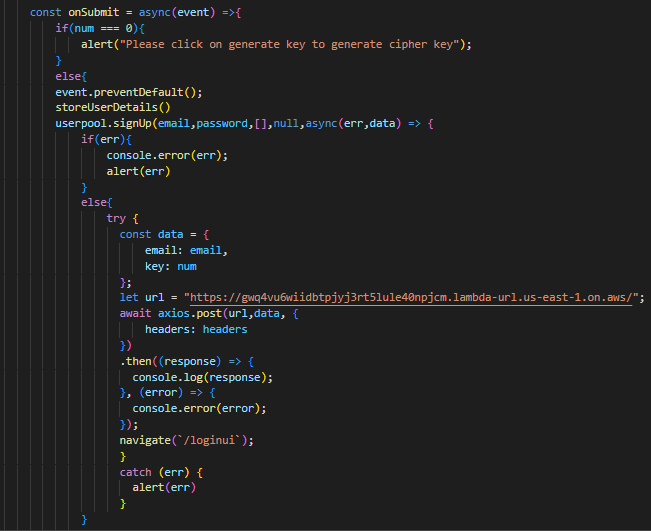 const onSubmit = async(event) =>{
if(num === 0){
alert("Please click on generate key to generate cipher key");
}
else{
event.preventDefault();
storeUserDetails()
userpool.signUp(email,password,[],null,async(err,data) => {
if(err){
console.error(err);
alert(err)
}
else{
try {
const data = {
email: email,
key: num
};
let url = "https://gwq4vu6wiidbtpjyj3rt5lule40npjcm.lambda-url.us-east-1.on.aws/";
await axios.post(url,data, {
headers: headers
})
.then((response) => {
console.log(response);
}, (error) => {
console.error(error);
});
navigate(`/loginui`);
}
catch (err) {
alert(err)
}
}